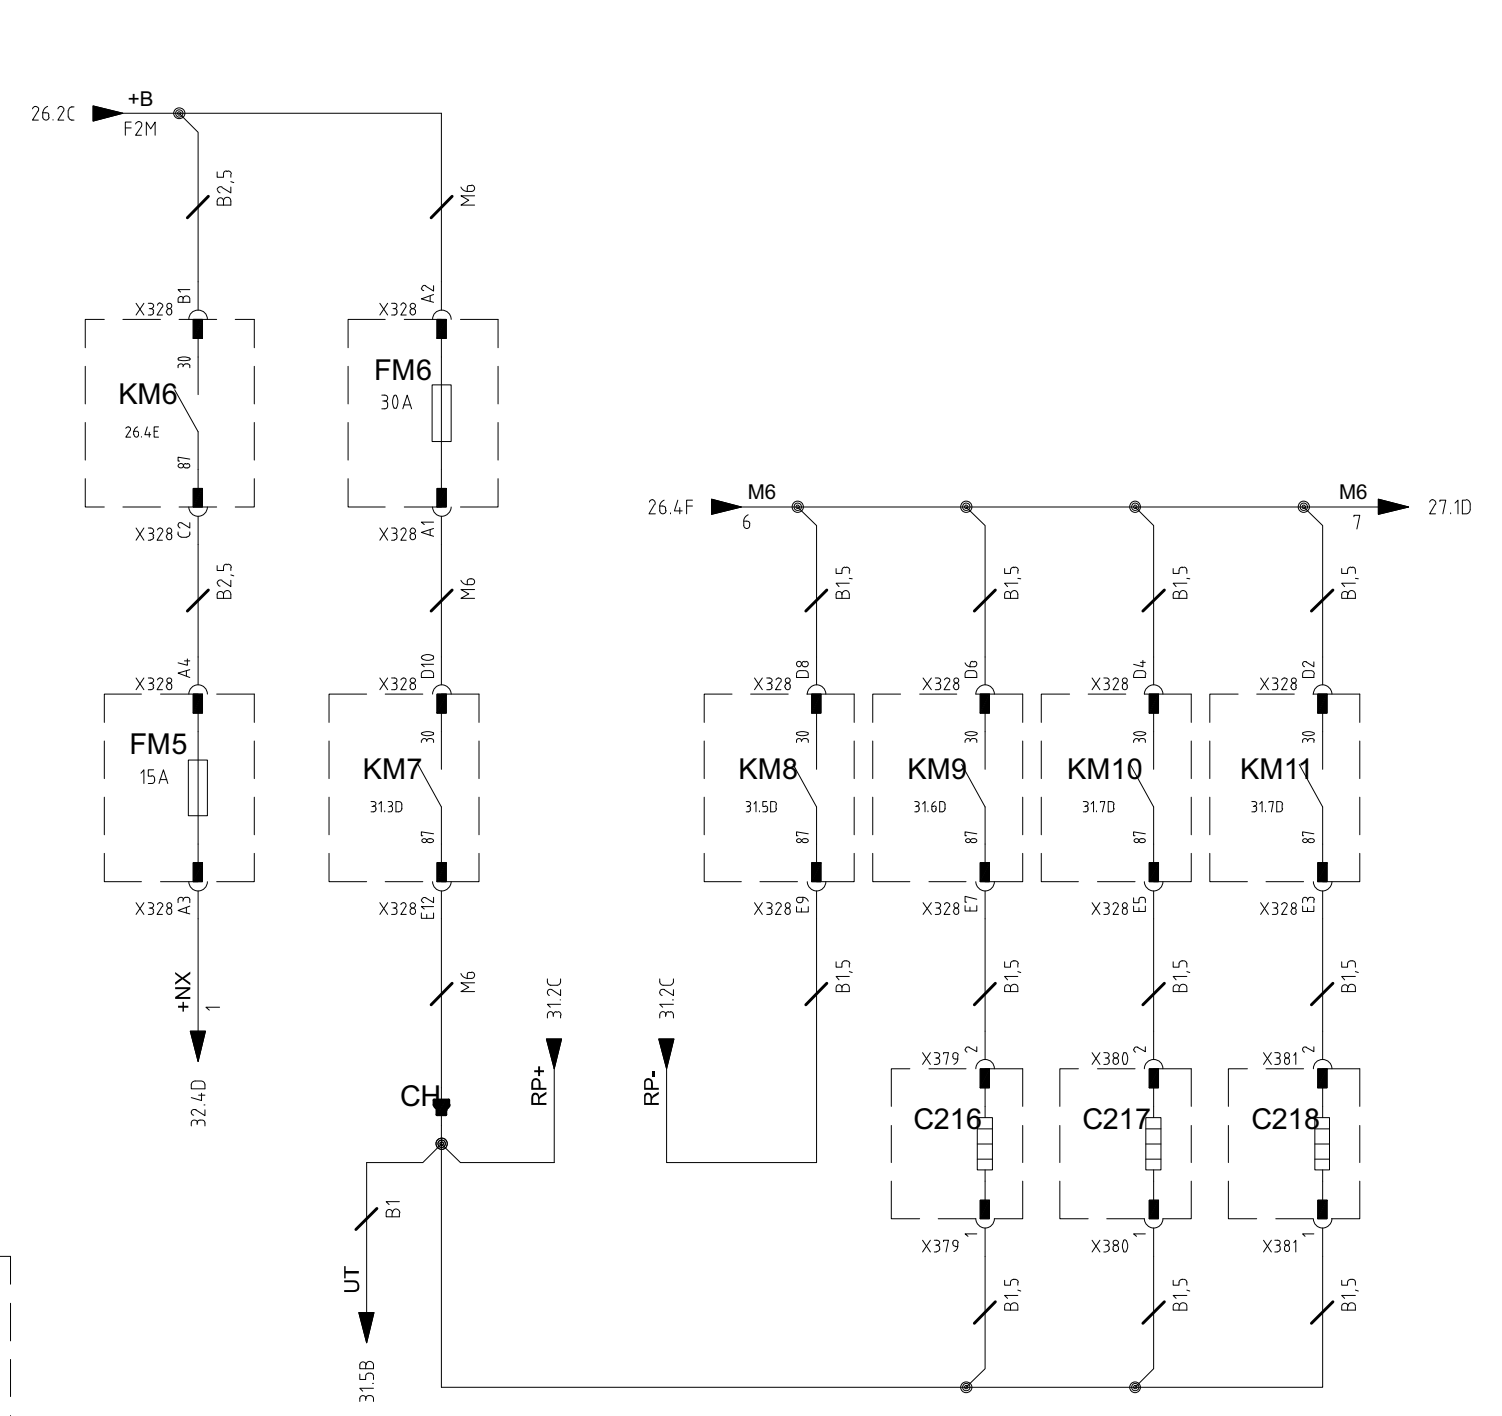 +B
26.2C
F2M
B2,5
M6
B1
A2
X328
X328
30
FM6
KM6
30A
26.4E
87
M6
M6
26.4F
27.1D
6
7
X328
C2
X328
A1
B2,5
M6
B1,5
B1,5
B1,5
B1,5
A4
D10
D8
D6
D4
D2
X328
X328
X328
X328
X328
X328
30
30
30
30
30
FM5
15A
KM7
KM8
KM9
KM10
KM11
31.3D
31.5D
31.6D
31.7D
31.7D
87
87
87
87
87
X328
A3
X328
E12
X328
E9
X328
E7
X328
E5
X328
E3
+NX
1
M6
31.2C
31.2C
B1,5
B1,5
B1,5
B1,5
X379
2
X380
2
X381
2
32.4D
CH
RP+
RP-
C216
C217
C218
B1
X379
1
X380
1
X381
1
UT
B1,5
B1,5
B1,5
31.5B